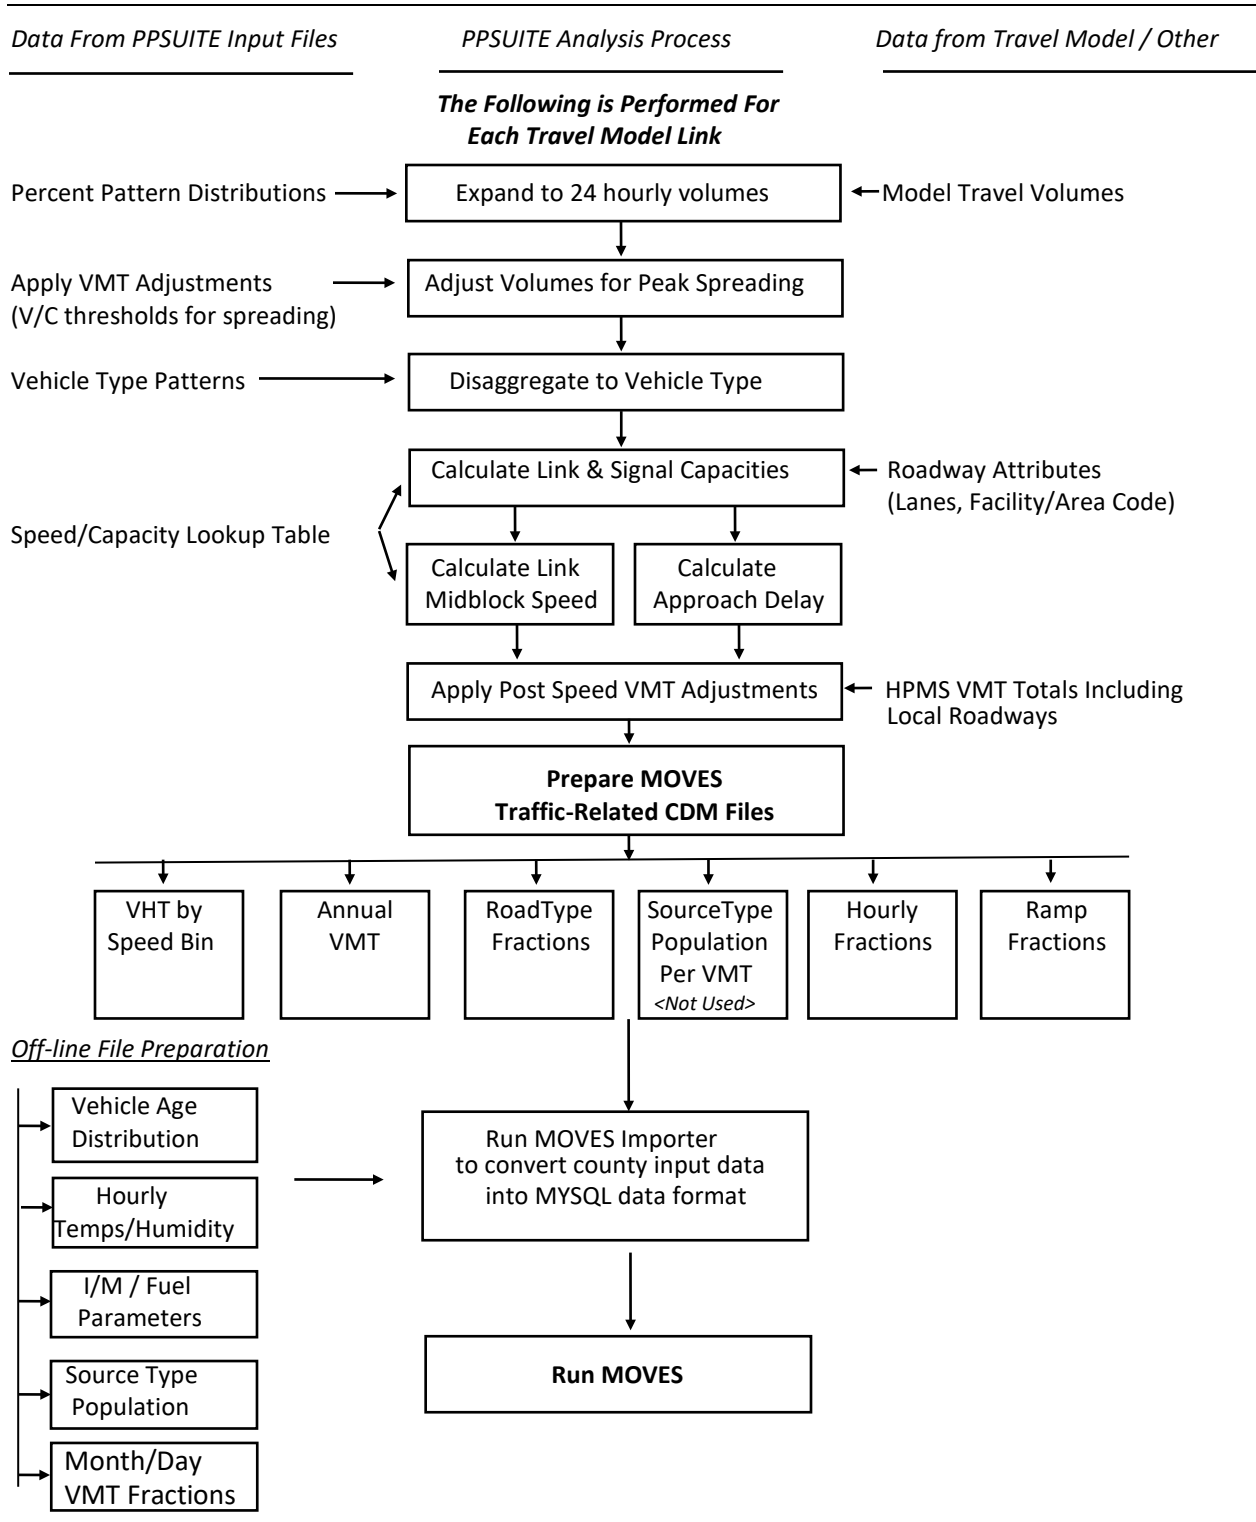 Data From PPSUITE Input Files
PPSUITE Analysis Process
Data from Travel Model / Other
The Following is Performed For
Each Travel Model Link
Percent Pattern Distributions
Expand to 24 hourly volumes
Model Travel Volumes
Apply VMT Adjustments
(V/C thresholds for spreading)
Adjust Volumes for Peak Spreading
Vehicle Type Patterns
Disaggregate to Vehicle Type
Calculate Link & Signal Capacities
Roadway Attributes
(Lanes, Facility/Area Code)
Speed/Capacity Lookup Table
Calculate Link
Midblock Speed
Calculate
Approach Delay
Apply Post Speed VMT Adjustments
HPMS VMT Totals Including
Local Roadways
Prepare MOVES
Traffic-Related CDM Files
VHT by
Speed Bin
Annual
VMT
RoadType
Fractions
SourceType
Population
Per VMT
<Not Used>
Hourly
Fractions
Ramp
Fractions
Off-line File Preparation
Vehicle Age
Distribution
Hourly
Temps/Humidity
I/M / Fuel
Parameters
Source Type
Population
Month/Day
VMT Fractions
Run MOVES Importer
to convert county input data
into MYSQL data format
Run MOVES